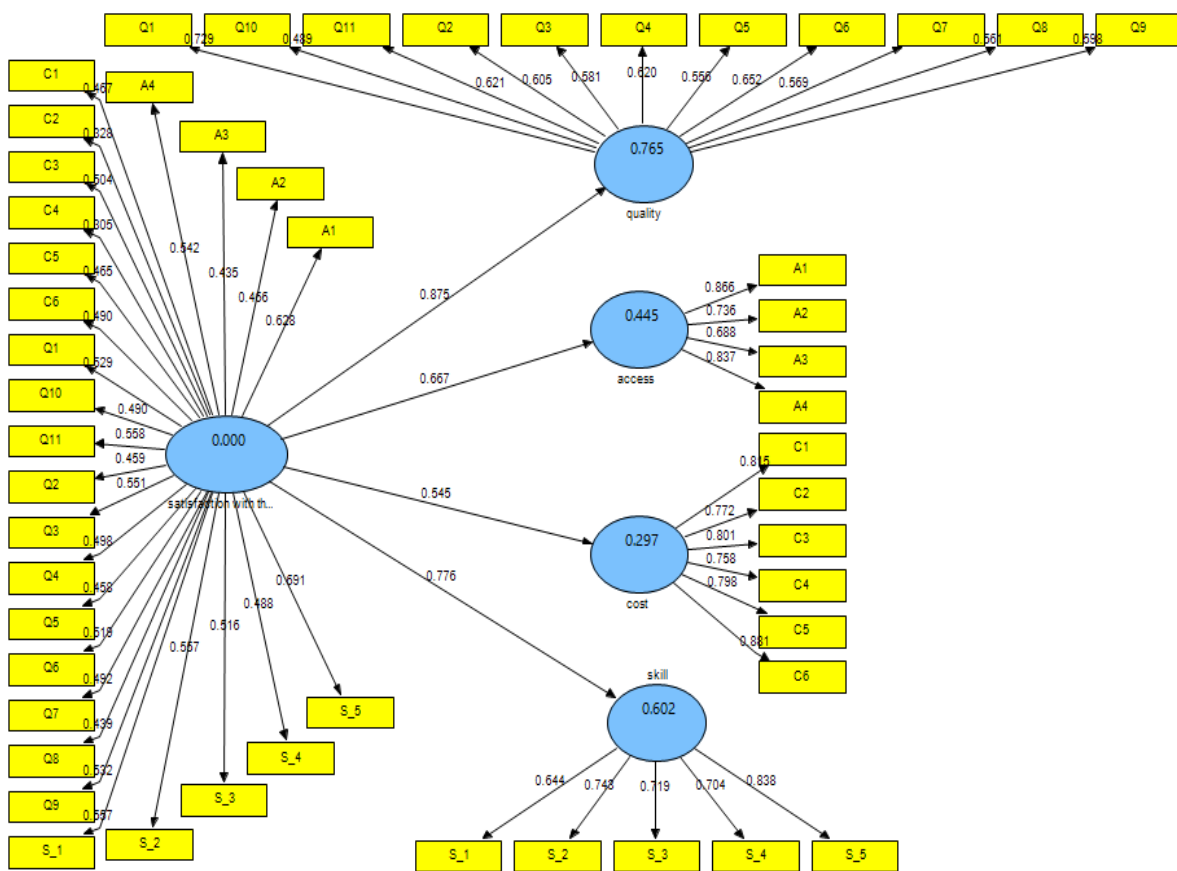 Q1 Q10 Q11 Q2 Q3 Q4 Q5 Q6 Q7 Q8 Q9
0.729 0.489 0.621 0.605 0.581 0.620 0.556 0.652 0.569 0.561 0.598
0.765
quality
C1
0.467
C2
0.328
C3
0.504
C4
0.305
C5
0.465
C6
0.490
Q1
0.529
Q10
0.490
Q11
0.558
Q2
0.459
Q3
0.551
Q4
0.498
Q5
0.458
Q6
0.519
Q7
0.492
Q8
0.439
Q9
0.532
S_1
0.557
A4
0.542
A3
0.435
A2
0.466
A1
0.628
0.000
satisfaction with th...
0.875
0.667
0.545
0.776
S_2
0.557
S_3
0.516
S_4
0.488
S_5
0.691
0.445
access
0.866 A1
0.736 A2
0.688 A3
0.837 A4
0.297
cost
0.815 C1
0.772 C2
0.801 C3
0.758 C4
0.798 C5
0.881 C6
skill
0.602
0.644 0.743 0.719 0.704 0.838
S_1 S_2 S_3 S_4 S_5